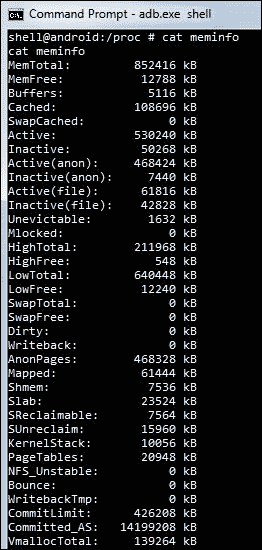 Command Prompt - adb.exe shell
shell@android:/proc # cat meminfo
cat meminfo
MemTotal: 852416 kB
MemFree: 12788 kB
Buffers: 5116 kB
Cached: 108696 kB
SwapCached: 0 kB
Active: 530240 kB
Inactive: 50268 kB
Active(anon): 468424 kB
Inactive(anon): 7440 kB
Active(file): 61816 kB
Inactive(file): 42828 kB
Unevictable: 1632 kB
Mlocked: 0 kB
HighTotal: 211968 kB
HighFree: 548 kB
LowTotal: 640448 kB
LowFree: 12240 kB
SwapTotal: 0 kB
SwapFree: 0 kB
Dirty: 0 kB
Writeback: 0 kB
AnonPages: 468328 kB
Mapped: 61444 kB
Shmem: 7536 kB
Slab: 23524 kB
SReclaimable: 7564 kB
SUnreclaim: 15960 kB
KernelStack: 10056 kB
PageTables: 20948 kB
NFS_Unstable: 0 kB
Bounce: 0 kB
WritebackTmp: 0 kB
CommitLimit: 426208 kB
Committed_AS: 14199208 kB
VmallocTotal: 139264 kB